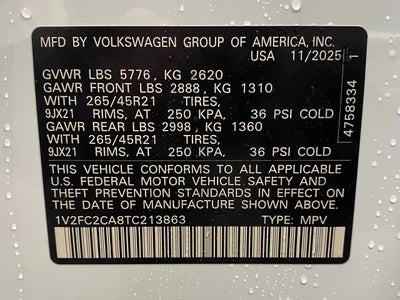 MFD BY VOLKSWAGEN GROUP OF AMERICA, INC.
USA 11/2025
GVWR LBS 5776, KG 2620
GAWR FRONT LBS 2888, KG 1310
WITH 265/45R21 TIRES,
9JX21 RIMS, AT 250 KPA, 36 PSI COLD
GAWR REAR LBS 2998, KG 1360
WITH 265/45R21 TIRES,
9JX21 RIMS, AT 250 KPA, 36 PSI COLD
THIS VEHICLE CONFORMS TO ALL APPLICABLE
U.S. FEDERAL MOTOR VEHICLE SAFETY AND
THEFT PREVENTION STANDARDS IN EFFECT ON
THE DATE OF MANUFACTURE SHOWN ABOVE.
1V2FC2CA8TC213863 TYPE: MPV
4758334 1